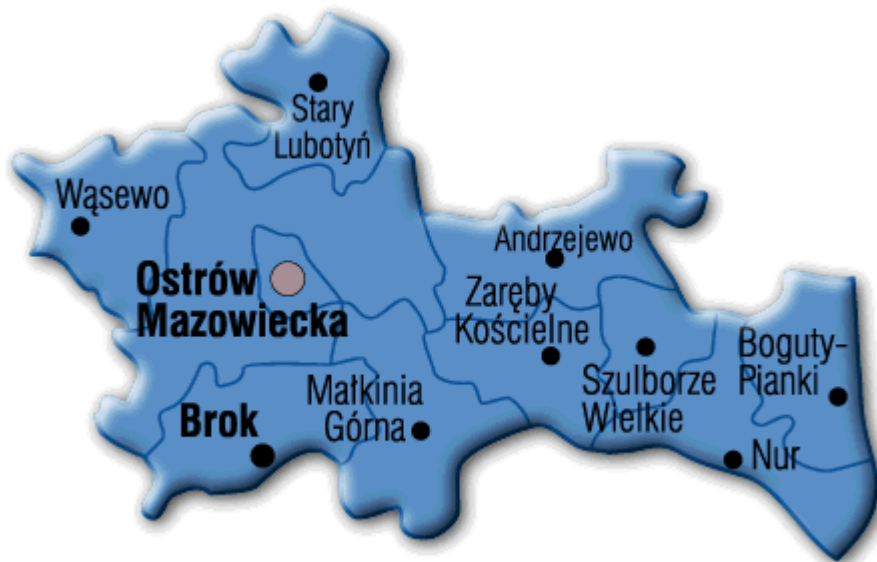 Stary
Lubotyń
Wąsewo
Andrzejewo
Ostrów
Mazowiecka
Zaręby
Kościelne
Boguty-
Pianki
Szulborze
Wielkie
Małkinia
Górna
Brok
Nur